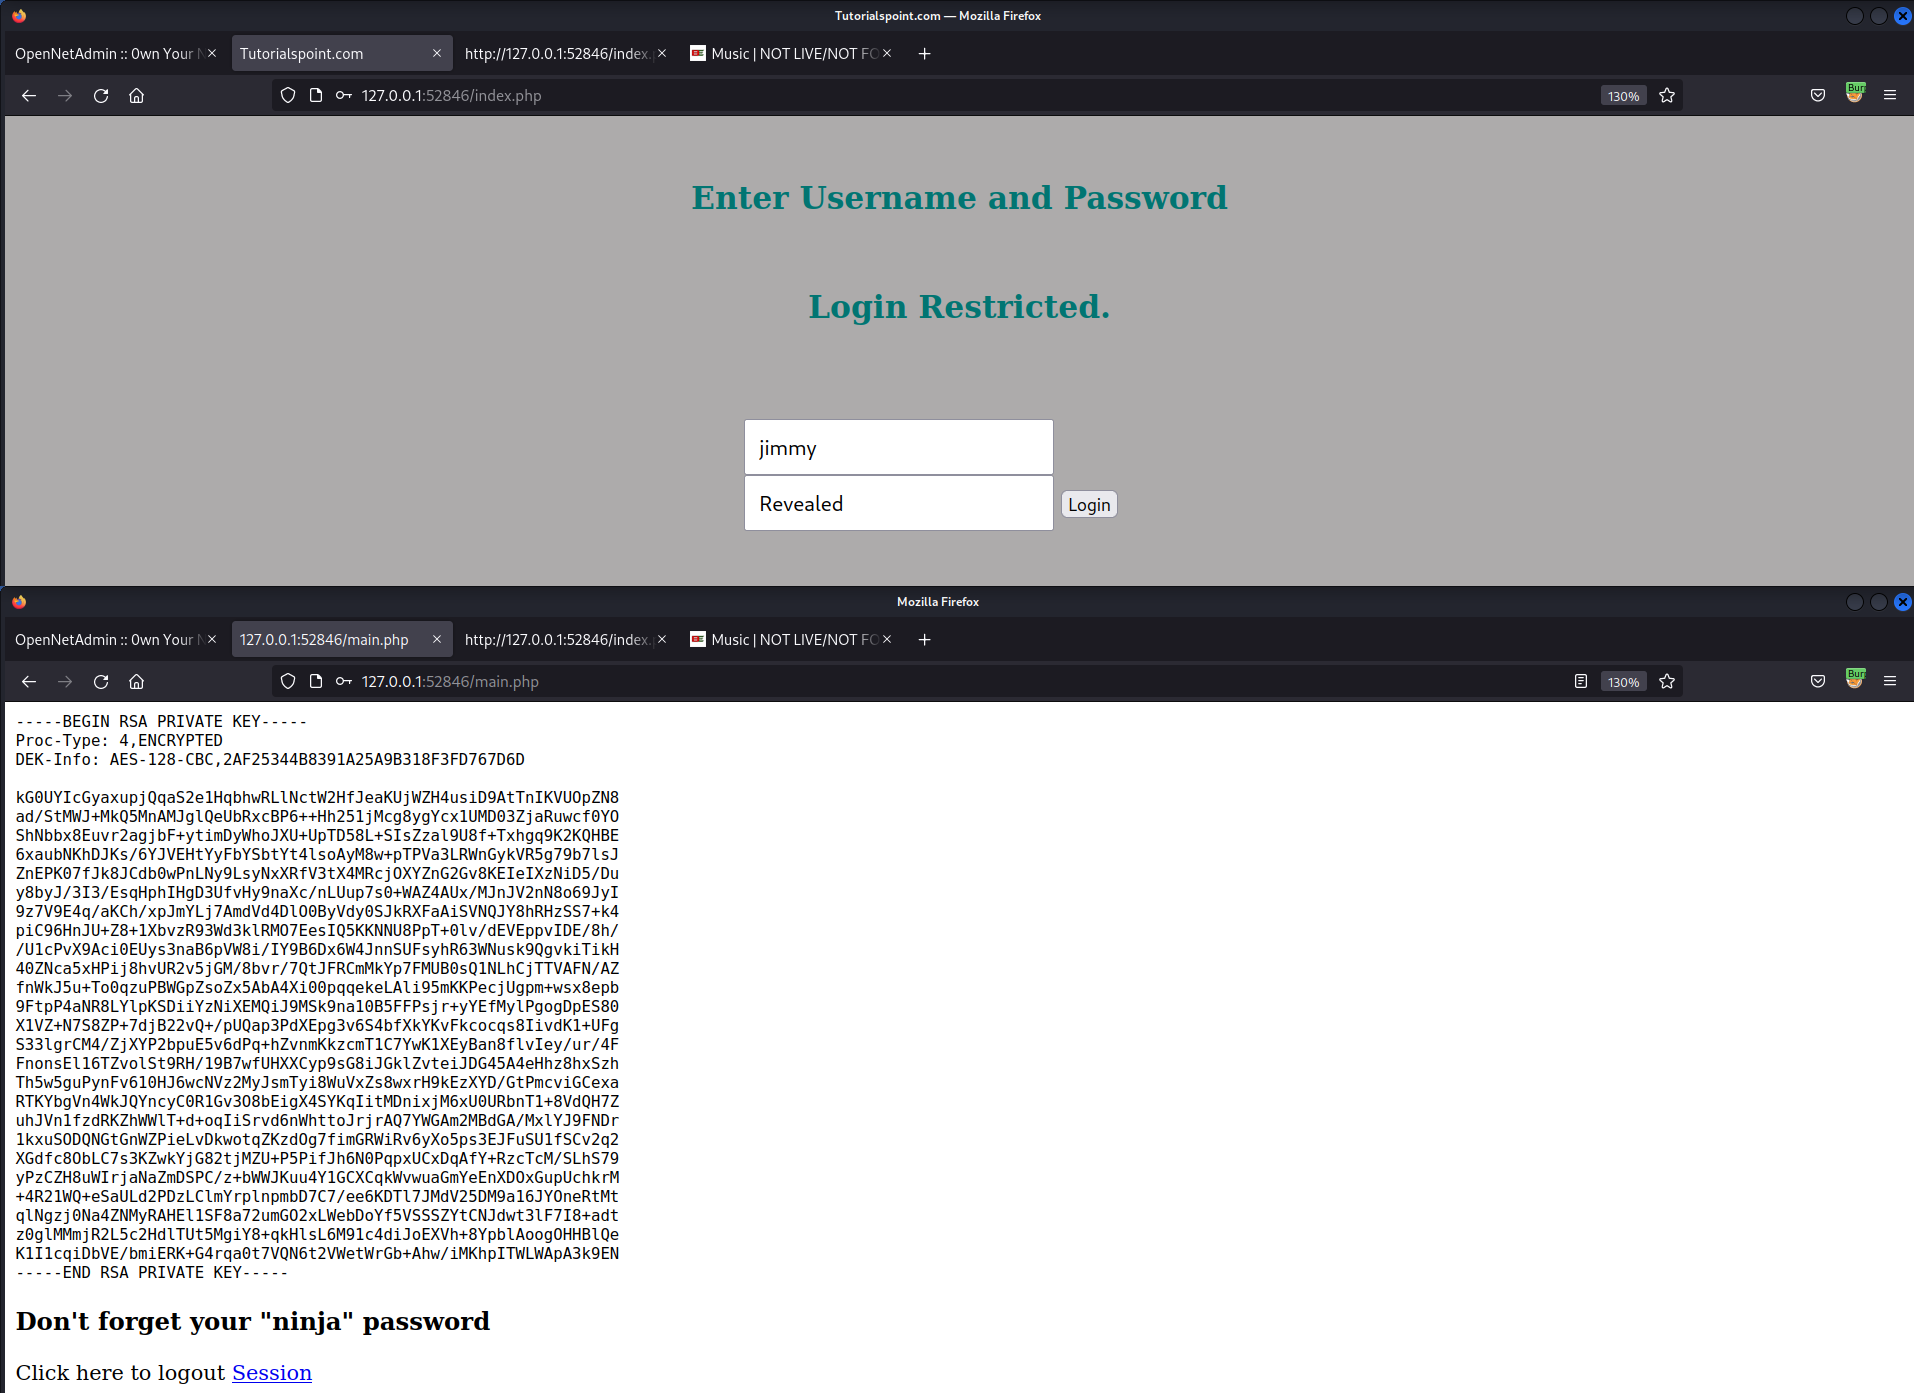 Tutorialspoint.com — Mozilla Firefox
OpenNetAdmin :: 0wn Your N
Tutorialspoint.com
http://127.0.0.1:52846/index.p
Music | NOT LIVE/NOT FO
127.0.0.1:52846/index.php
130%
Bur
Enter Username and Password
Login Restricted.
jimmy
Revealed
Login
Mozilla Firefox
OpenNetAdmin :: 0wn Your N
127.0.0.1:52846/main.php
http://127.0.0.1:52846/index.p
Music | NOT LIVE/NOT FO
127.0.0.1:52846/main.php
130%
Bur
-----BEGIN RSA PRIVATE KEY-----
Proc-Type: 4,ENCRYPTED
DEK-Info: AES-128-CBC,2AF25344B8391A25A9B318F3FD767D6D
kG0UYIcGyaxupjQqaS2e1HqbhwRLlNctW2HfJeaKUjWZH4usiD9AtTnIKVUOpZN8
ad/StMWJ+MkQ5MnAMJglQeUbRxcBP6++Hh251jMcg8ygYcx1UMD03ZjaRuwcf0YO
ShNbbx8Euvr2agjbF+ytimDyWhoJXU+UpTD58L+SIsZzal9U8f+Txhgq9K2KQHBE
6xaubNKhDJKs/6YJVEHtYyFbYSbtYt4lsoAyM8w+pTPVa3LRWnGykVR5g79b7lsJ
ZnEPK07fJk8JCdb0wPnLNy9LsyNxXRfV3tX4MRcjOXYZnG2Gv8KEIeIXzNiD5/Du
y8byJ/3I3/EsqHphIHgD3UfvHy9naXc/nLUup7s0+WAZ4AUx/MJnJV2nN8o69JyI
9z7V9E4q/aKCh/xpJmYLj7AmdVd4DlO0ByVdy0SJkRXFaAiSVNQJY8hRHzSS7+k4
piC96HnJU+Z8+1XbvzR93Wd3klRMO7EesIQ5KKNNU8PpT+0lv/dEVEppvIDE/8h/
/U1cPvX9Aci0EUys3naB6pVW8i/IY9B6Dx6W4JnnSUFsyhR63WNusk9QgvkiTikH
40ZNca5xHPij8hvUR2v5jGM/8bvr/7QtJFRCmMkYp7FMUB0sQ1NLhCjTTVAFN/AZ
fnWkJ5u+To0qzuPBWGpZsoZx5AbA4Xi00pqqekeLAli95mKKPecjUgpm+wsx8epb
9FtpP4aNR8LYlpKSDiiYzNiXEMQiJ9MSk9na10B5FFPsjr+yYEfMylPgogDpES80
X1VZ+N7S8ZP+7djB22vQ+/pUQap3PdXEpg3v6S4bfXkYKvFkcocqs8IivdK1+UFg
S33lgrCM4/ZjXYP2bpuE5v6dPq+hZvnmKkzcmT1C7YwK1XEyBan8flvIey/ur/4F
FnonsEl16TZvolSt9RH/19B7wfUHXXCyp9sG8iJGklZvteiJDG45A4eHhz8hxSzh
Th5w5guPynFv610HJ6wcNVz2MyJsmTyi8WuVxZs8wxrH9kEzXYD/GtPmcviGCexa
RTKYbgVn4WkJQYncyC0R1Gv3O8bEigX4SYKqIitMDnixjM6xU0URbnT1+8VdQH7Z
uhJVn1fzdRKZhWWlT+d+oqIiSrvd6nWhttoJrjrAQ7YWGAm2MBdGA/MxlYJ9FNDr
1kxuSODQNGtGnWZPieLvDkwotqZKzdOg7fimGRWiRv6yXo5ps3EJFuSU1fSCv2q2
XGdfc8ObLC7s3KZwkYjG82tjMZU+P5PifJh6N0PqpxUCxDqAfY+RzcTcM/SLhS79
yPzCZH8uWIrjaNaZmDSPC/z+bWWJKuu4Y1GCXCqkWvwuaGmYeEnXDOxGupUchkrM
+4R21WQ+eSaULd2PDzLClmYrplnpmbD7C7/ee6KDTl7JMdV25DM9a16JYOneRtMt
qlNgzj0Na4ZNMyRAHEl1SF8a72umGO2xLWebDoYf5VSSSZYtCNJdwt3lF7I8+adt
z0glMMmjR2L5c2HdlTUt5MgiY8+qkHlsL6M91c4diJoEXVh+8YpblAoogOHHBlQe
K1I1cqiDbVE/bmiERK+G4rqa0t7VQN6t2VWetWrGb+Ahw/iMKhpITWLWApA3k9EN
-----END RSA PRIVATE KEY-----
Don't forget your "ninja" password
Click here to logout Session